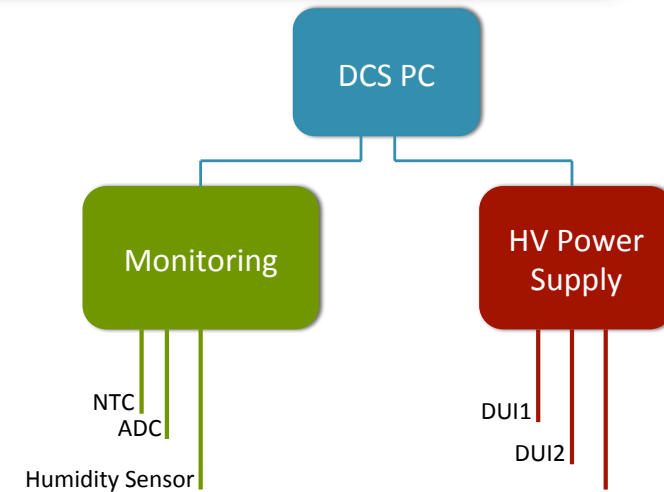 DCS PC
Monitoring
HV Power
Supply
NTC
ADC
Humidity Sensor
DUI1
DUI2